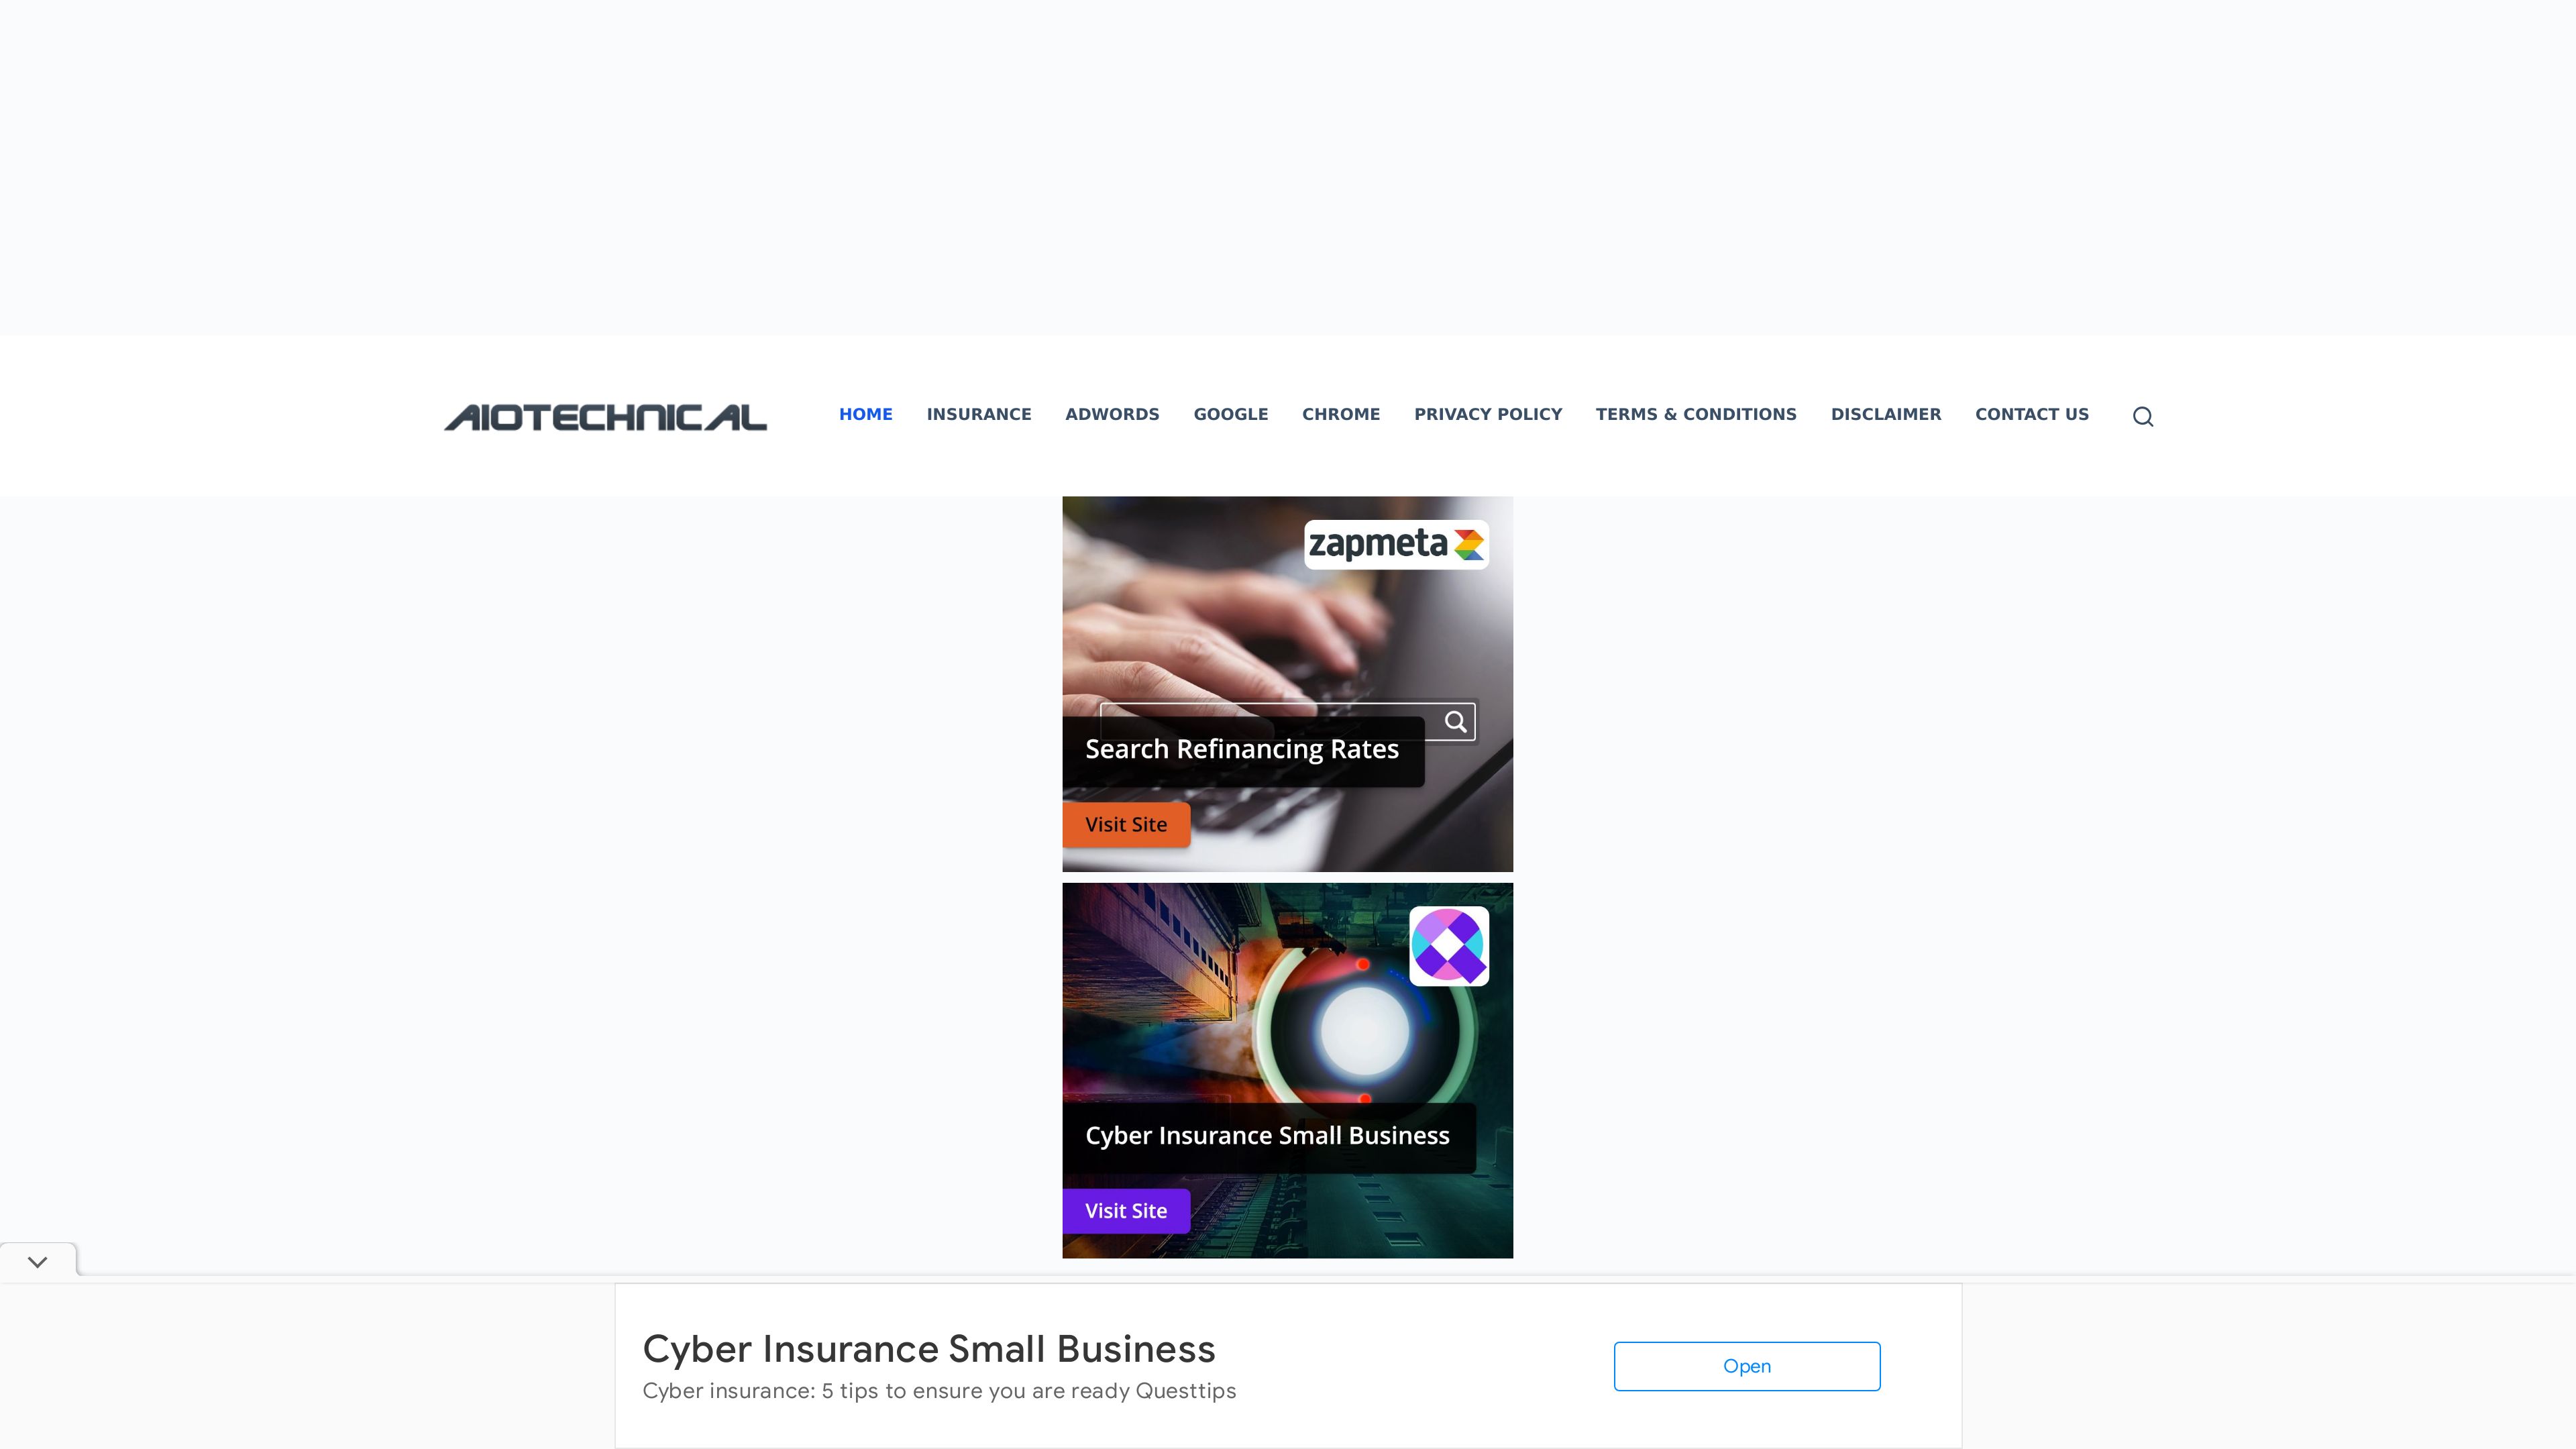 AIOTECHNICAL
HOME INSURANCE ADWORDS GOOGLE CHROME PRIVACY POLICY TERMS & CONDITIONS DISCLAIMER CONTACT US
zapmeta
Search Refinancing Rates
Visit Site
Cyber Insurance Small Business
Visit Site
Cyber Insurance Small Business
Cyber insurance: 5 tips to ensure you are ready Questtips
Open